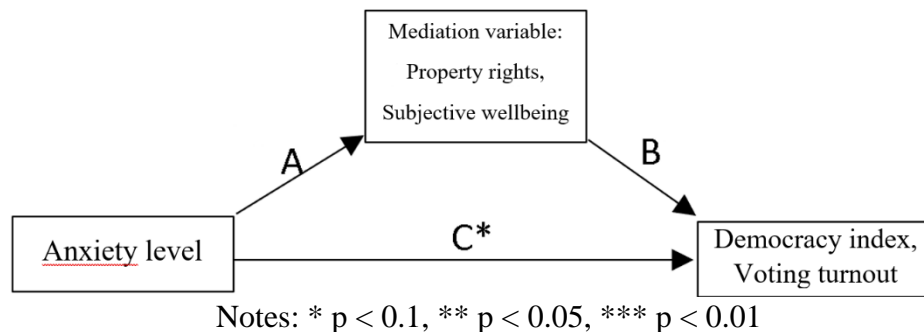 Mediation variable:
Property rights,
Subjective wellbeing
A
B
Anxiety level
C*
Democracy index,
Voting turnout
Notes: * p < 0.1, ** p < 0.05, *** p < 0.01